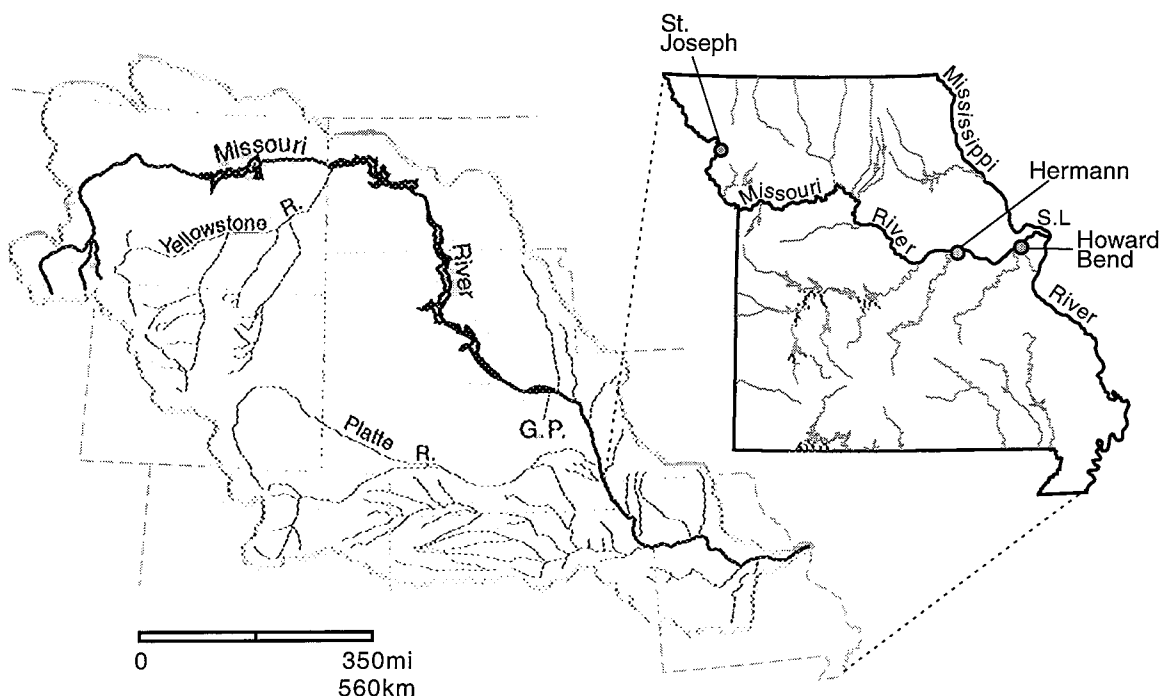 Missouri
River
Yellowstone R.
Platte R.
G.P.
0 350mi
560km
St.
Joseph
Mississippi
River
Missouri
River
Hermann
S.L
Howard
Bend